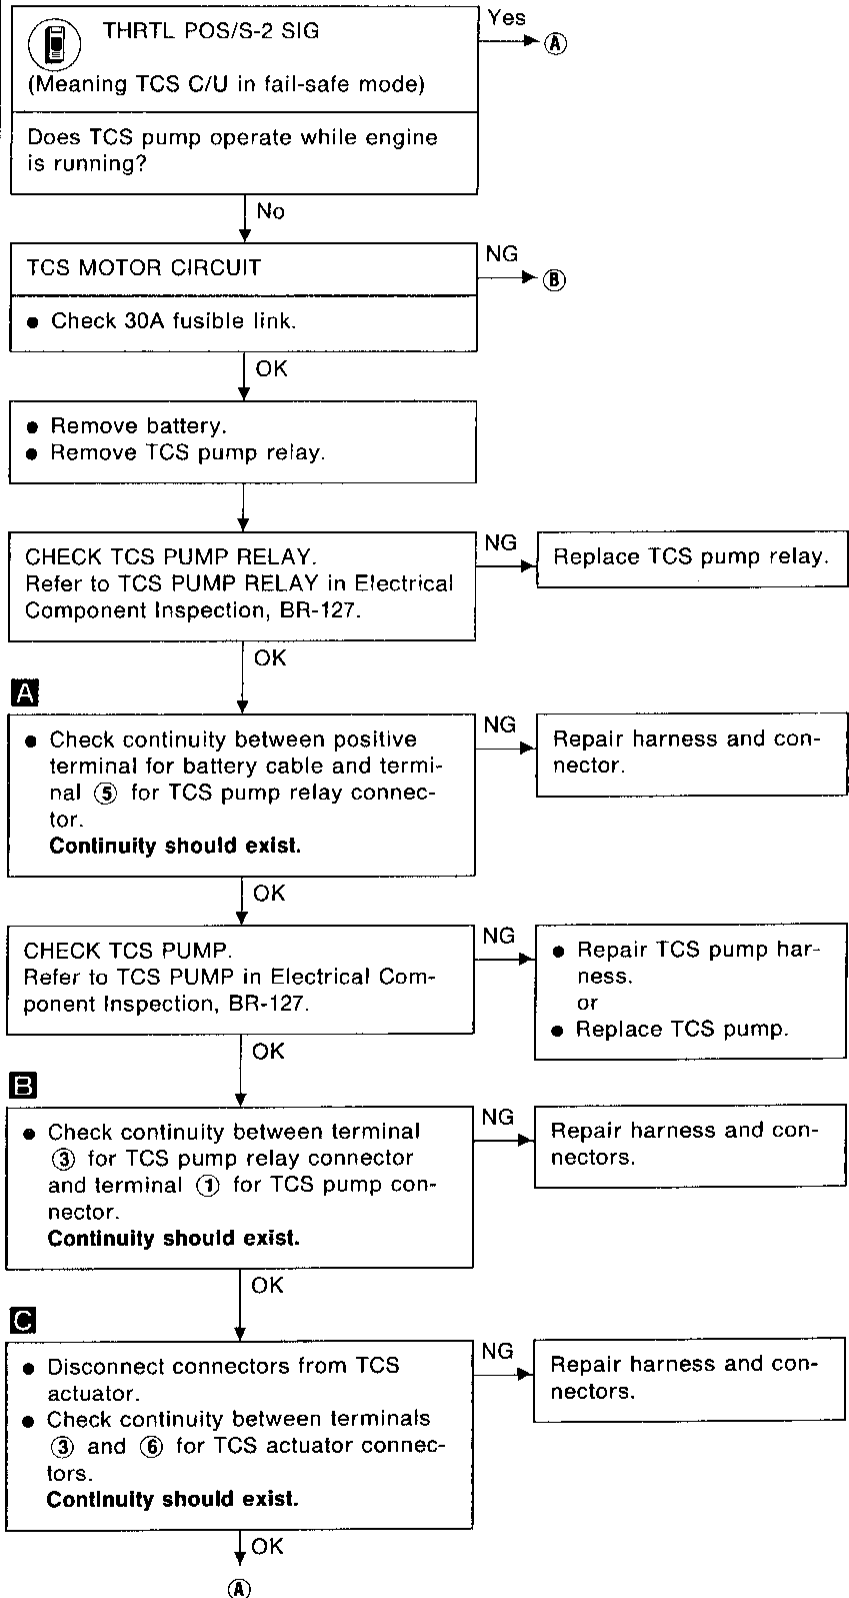 THRTL POS/S-2 SIG
(Meaning TCS C/U in fail-safe mode)
Does TCS pump operate while engine
is running?
Yes
Ⓐ
No
TCS MOTOR CIRCUIT
● Check 30A fusible link.
NG
Ⓑ
OK
● Remove battery.
● Remove TCS pump relay.
CHECK TCS PUMP RELAY.
Refer to TCS PUMP RELAY in Electrical
Component Inspection, BR-127.
NG
Replace TCS pump relay.
OK
A
● Check continuity between positive
terminal for battery cable and termi-
nal ⑤ for TCS pump relay connec-
tor.
Continuity should exist.
NG
Repair harness and con-
nector.
OK
CHECK TCS PUMP.
Refer to TCS PUMP in Electrical Com-
ponent Inspection, BR-127.
NG
● Repair TCS pump har-
ness.
or
● Replace TCS pump.
OK
B
● Check continuity between terminal
③ for TCS pump relay connector
and terminal ① for TCS pump con-
nector.
Continuity should exist.
NG
Repair harness and con-
nectors.
OK
C
● Disconnect connectors from TCS
actuator.
● Check continuity between terminals
③ and ⑥ for TCS actuator connec-
tors.
Continuity should exist.
NG
Repair harness and con-
nectors.
OK
Ⓐ